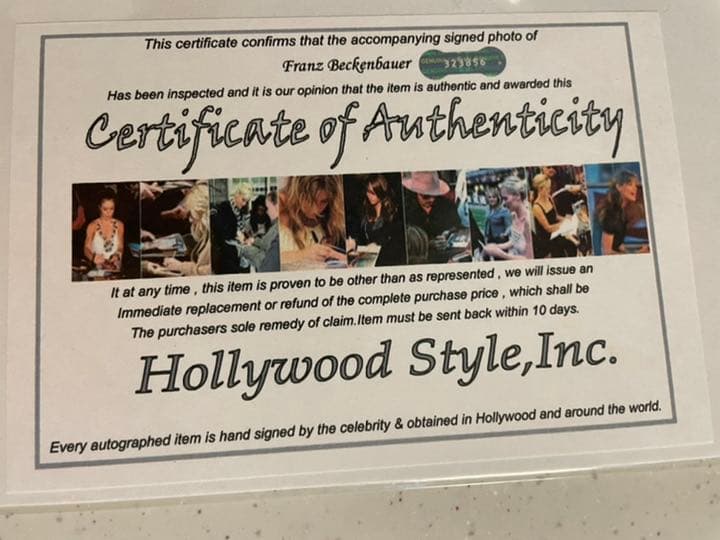 This certificate confirms that the accompanying signed photo of
Franz Beckenbauer
GENUINE 323856
Has been inspected and it is our opinion that the item is authentic and awarded this
Certificate of Authenticity
It at any time , this item is proven to be other than as represented , we will issue an
Immediate replacement or refund of the complete purchase price , which shall be
The purchasers sole remedy of claim.Item must be sent back within 10 days.
Hollywood Style,Inc.
Every autographed item is hand signed by the celebrity & obtained in Hollywood and around the world.